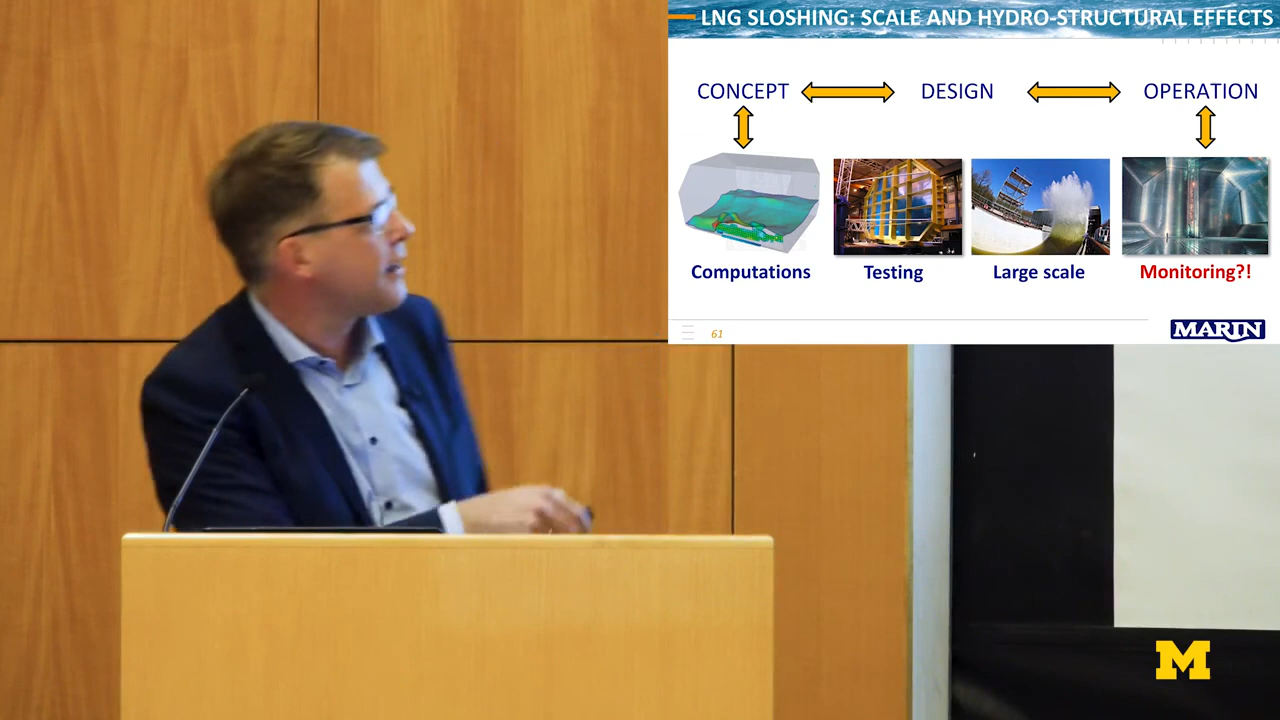 LNG SLOSHING: SCALE AND HYDRO-STRUCTURAL EFFECTS
CONCEPT DESIGN OPERATION
Computations Testing Large scale Monitoring?!
61
MARIN
M